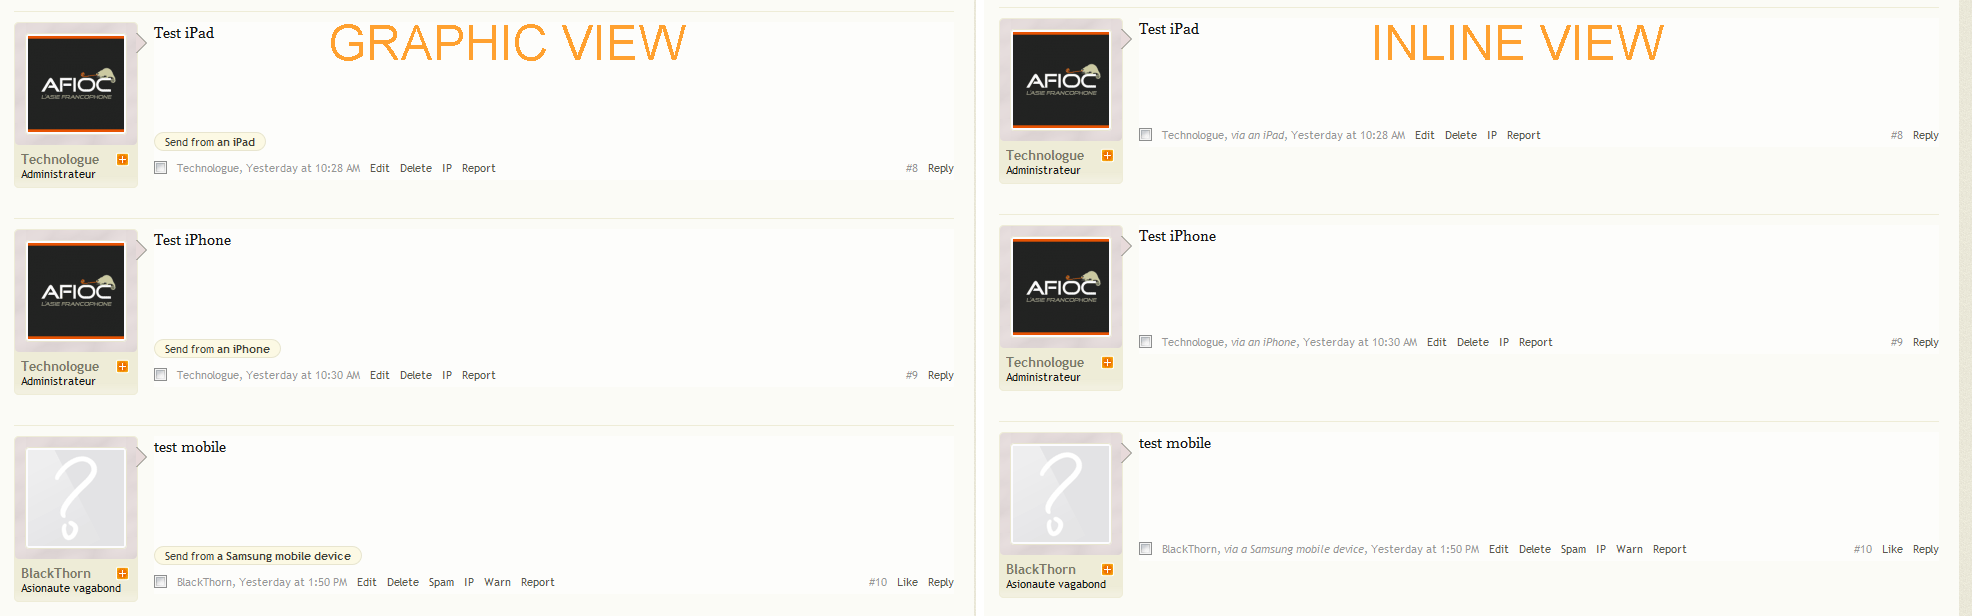 GRAPHIC VIEW
Test iPad
AFIOC
L'ASIE FRANCOPHONE
Send from an iPad
Technologue
Administrateur
Technologue, Yesterday at 10:28 AM Edit Delete IP Report #8 Reply
Test iPhone
AFIOC
L'ASIE FRANCOPHONE
Send from an iPhone
Technologue
Administrateur
Technologue, Yesterday at 10:30 AM Edit Delete IP Report #9 Reply
test mobile
Send from a Samsung mobile device
BlackThorn
Asionaute vagabond
BlackThorn, Yesterday at 1:50 PM Edit Delete Spam IP Warn Report #10 Like Reply
INLINE VIEW
Test iPad
AFIOC
L'ASIE FRANCOPHONE
Technologue, via an iPad, Yesterday at 10:28 AM Edit Delete IP Report #8 Reply
Technologue
Administrateur
Test iPhone
AFIOC
L'ASIE FRANCOPHONE
Technologue, via an iPhone, Yesterday at 10:30 AM Edit Delete IP Report #9 Reply
Technologue
Administrateur
test mobile
BlackThorn, via a Samsung mobile device, Yesterday at 1:50 PM Edit Delete Spam IP Warn Report #10 Like Reply
BlackThorn
Asionaute vagabond